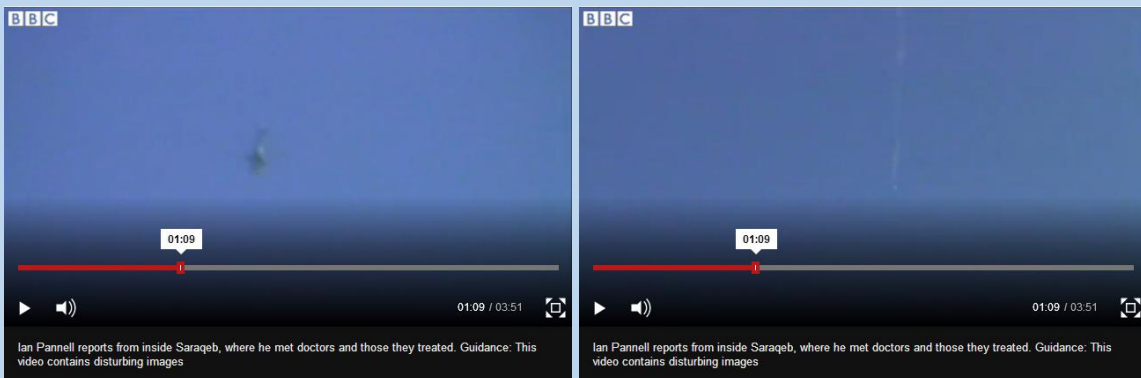 BBC
01:09
01:09 / 03:51
Ian Pannell reports from inside Saraqeb, where he met doctors and those they treated. Guidance: This
video contains disturbing images
BBC
01:09
01:09 / 03:51
Ian Pannell reports from inside Saraqeb, where he met doctors and those they treated. Guidance: This
video contains disturbing images